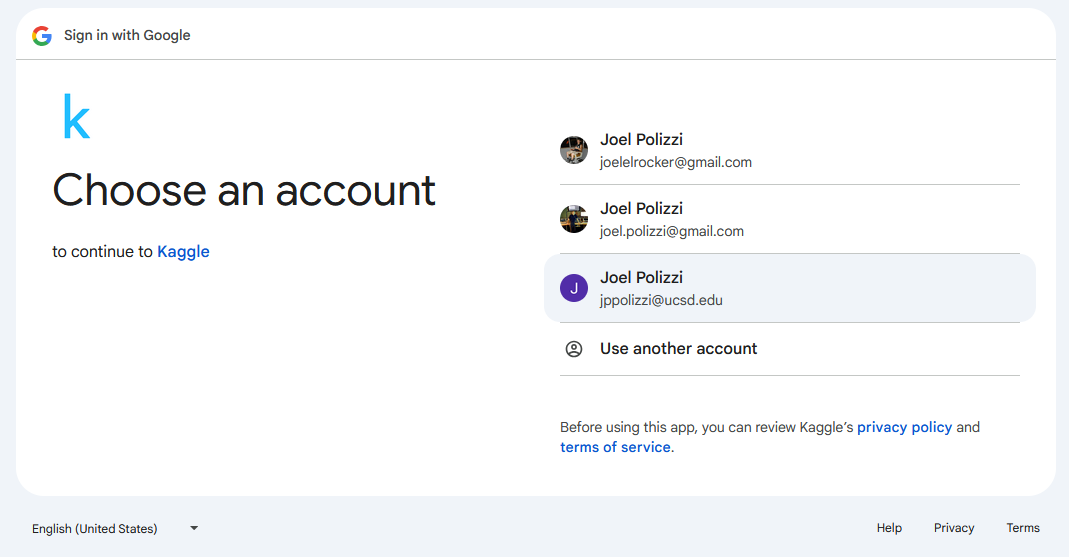 Sign in with Google
k
Choose an account
to continue to Kaggle
Joel Polizzi
joelelrocker@gmail.com
Joel Polizzi
joel.polizzi@gmail.com
J
Joel Polizzi
jppolizzi@ucsd.edu
Use another account
Before using this app, you can review Kaggle’s privacy policy and
terms of service.
English (United States)
Help Privacy Terms